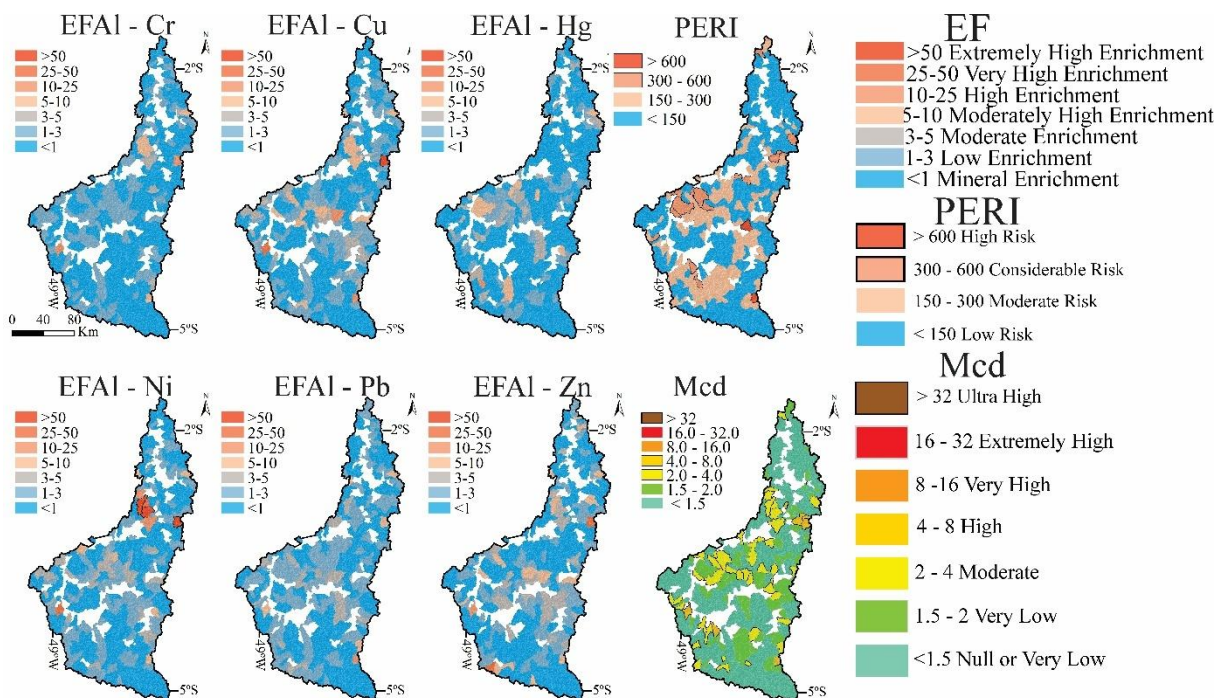 EFAl - Cr
>50
25-50
10-25
5-10
3-5
1-3
<1
2°S
49°W
5°S
0 40 80
Km
EFAl - Cu
>50
25-50
10-25
5-10
3-5
1-3
<1
2°S
49°W
5°S
EFAl - Hg
>50
25-50
10-25
5-10
3-5
1-3
<1
2°S
49°W
5°S
PERI
> 600
300 - 600
150 - 300
< 150
2°S
49°W
5°S
EFAl - Ni
>50
25-50
10-25
5-10
3-5
1-3
<1
2°S
49°W
5°S
EFAl - Pb
>50
25-50
10-25
5-10
3-5
1-3
<1
2°S
49°W
5°S
EFAl - Zn
>50
25-50
10-25
5-10
3-5
1-3
<1
2°S
49°W
5°S
Mcd
> 32
16.0 - 32.0
8.0 - 16.0
4.0 - 8.0
2.0 - 4.0
1.5 - 2.0
< 1.5
2°S
49°W
5°S
EF
>50 Extremely High Enrichment
25-50 Very High Enrichment
10-25 High Enrichment
5-10 Moderately High Enrichment
3-5 Moderate Enrichment
1-3 Low Enrichment
<1 Mineral Enrichment
PERI
> 600 High Risk
300 - 600 Considerable Risk
150 - 300 Moderate Risk
< 150 Low Risk
Mcd
> 32 Ultra High
16 - 32 Extremely High
8 -16 Very High
4 - 8 High
2 - 4 Moderate
1.5 - 2 Very Low
<1.5 Null or Very Low